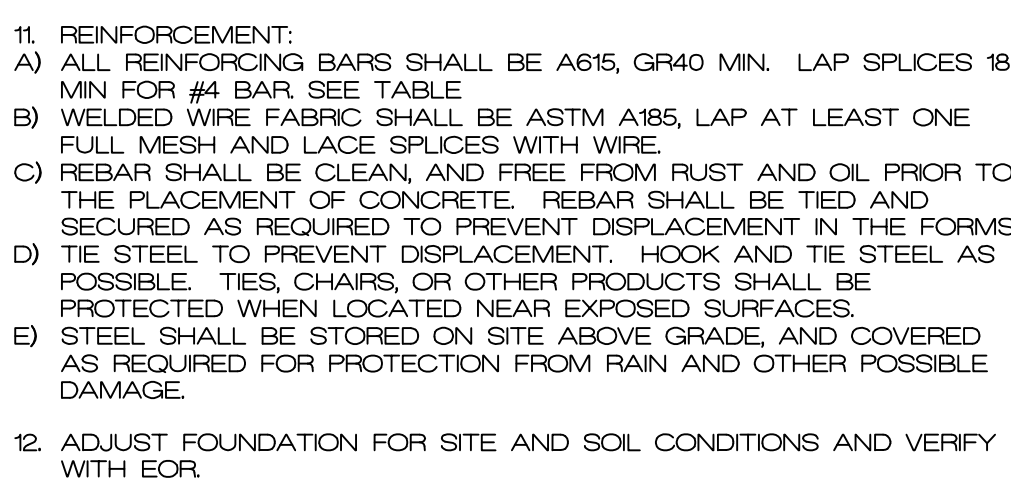 11. REINFORCEMENT:
A) ALL REINFORCING BARS SHALL BE A615, GR40 MIN. LAP SPLICES 18
MIN FOR #4 BAR. SEE TABLE
B) WELDED WIRE FABRIC SHALL BE ASTM A185, LAP AT LEAST ONE
FULL MESH AND LACE SPLICES WITH WIRE.
C) REBAR SHALL BE CLEAN, AND FREE FROM RUST AND OIL PRIOR TO
THE PLACEMENT OF CONCRETE. REBAR SHALL BE TIED AND
SECURED AS REQUIRED TO PREVENT DISPLACEMENT IN THE FORMS
D) TIE STEEL TO PREVENT DISPLACEMENT. HOOK AND TIE STEEL AS
POSSIBLE. TIES, CHAIRS, OR OTHER PRODUCTS SHALL BE
PROTECTED WHEN LOCATED NEAR EXPOSED SURFACES.
E) STEEL SHALL BE STORED ON SITE ABOVE GRADE, AND COVERED
AS REQUIRED FOR PROTECTION FROM RAIN AND OTHER POSSIBLE
DAMAGE.
12. ADJUST FOUNDATION FOR SITE AND SOIL CONDITIONS AND VERIFY
WITH EOR.